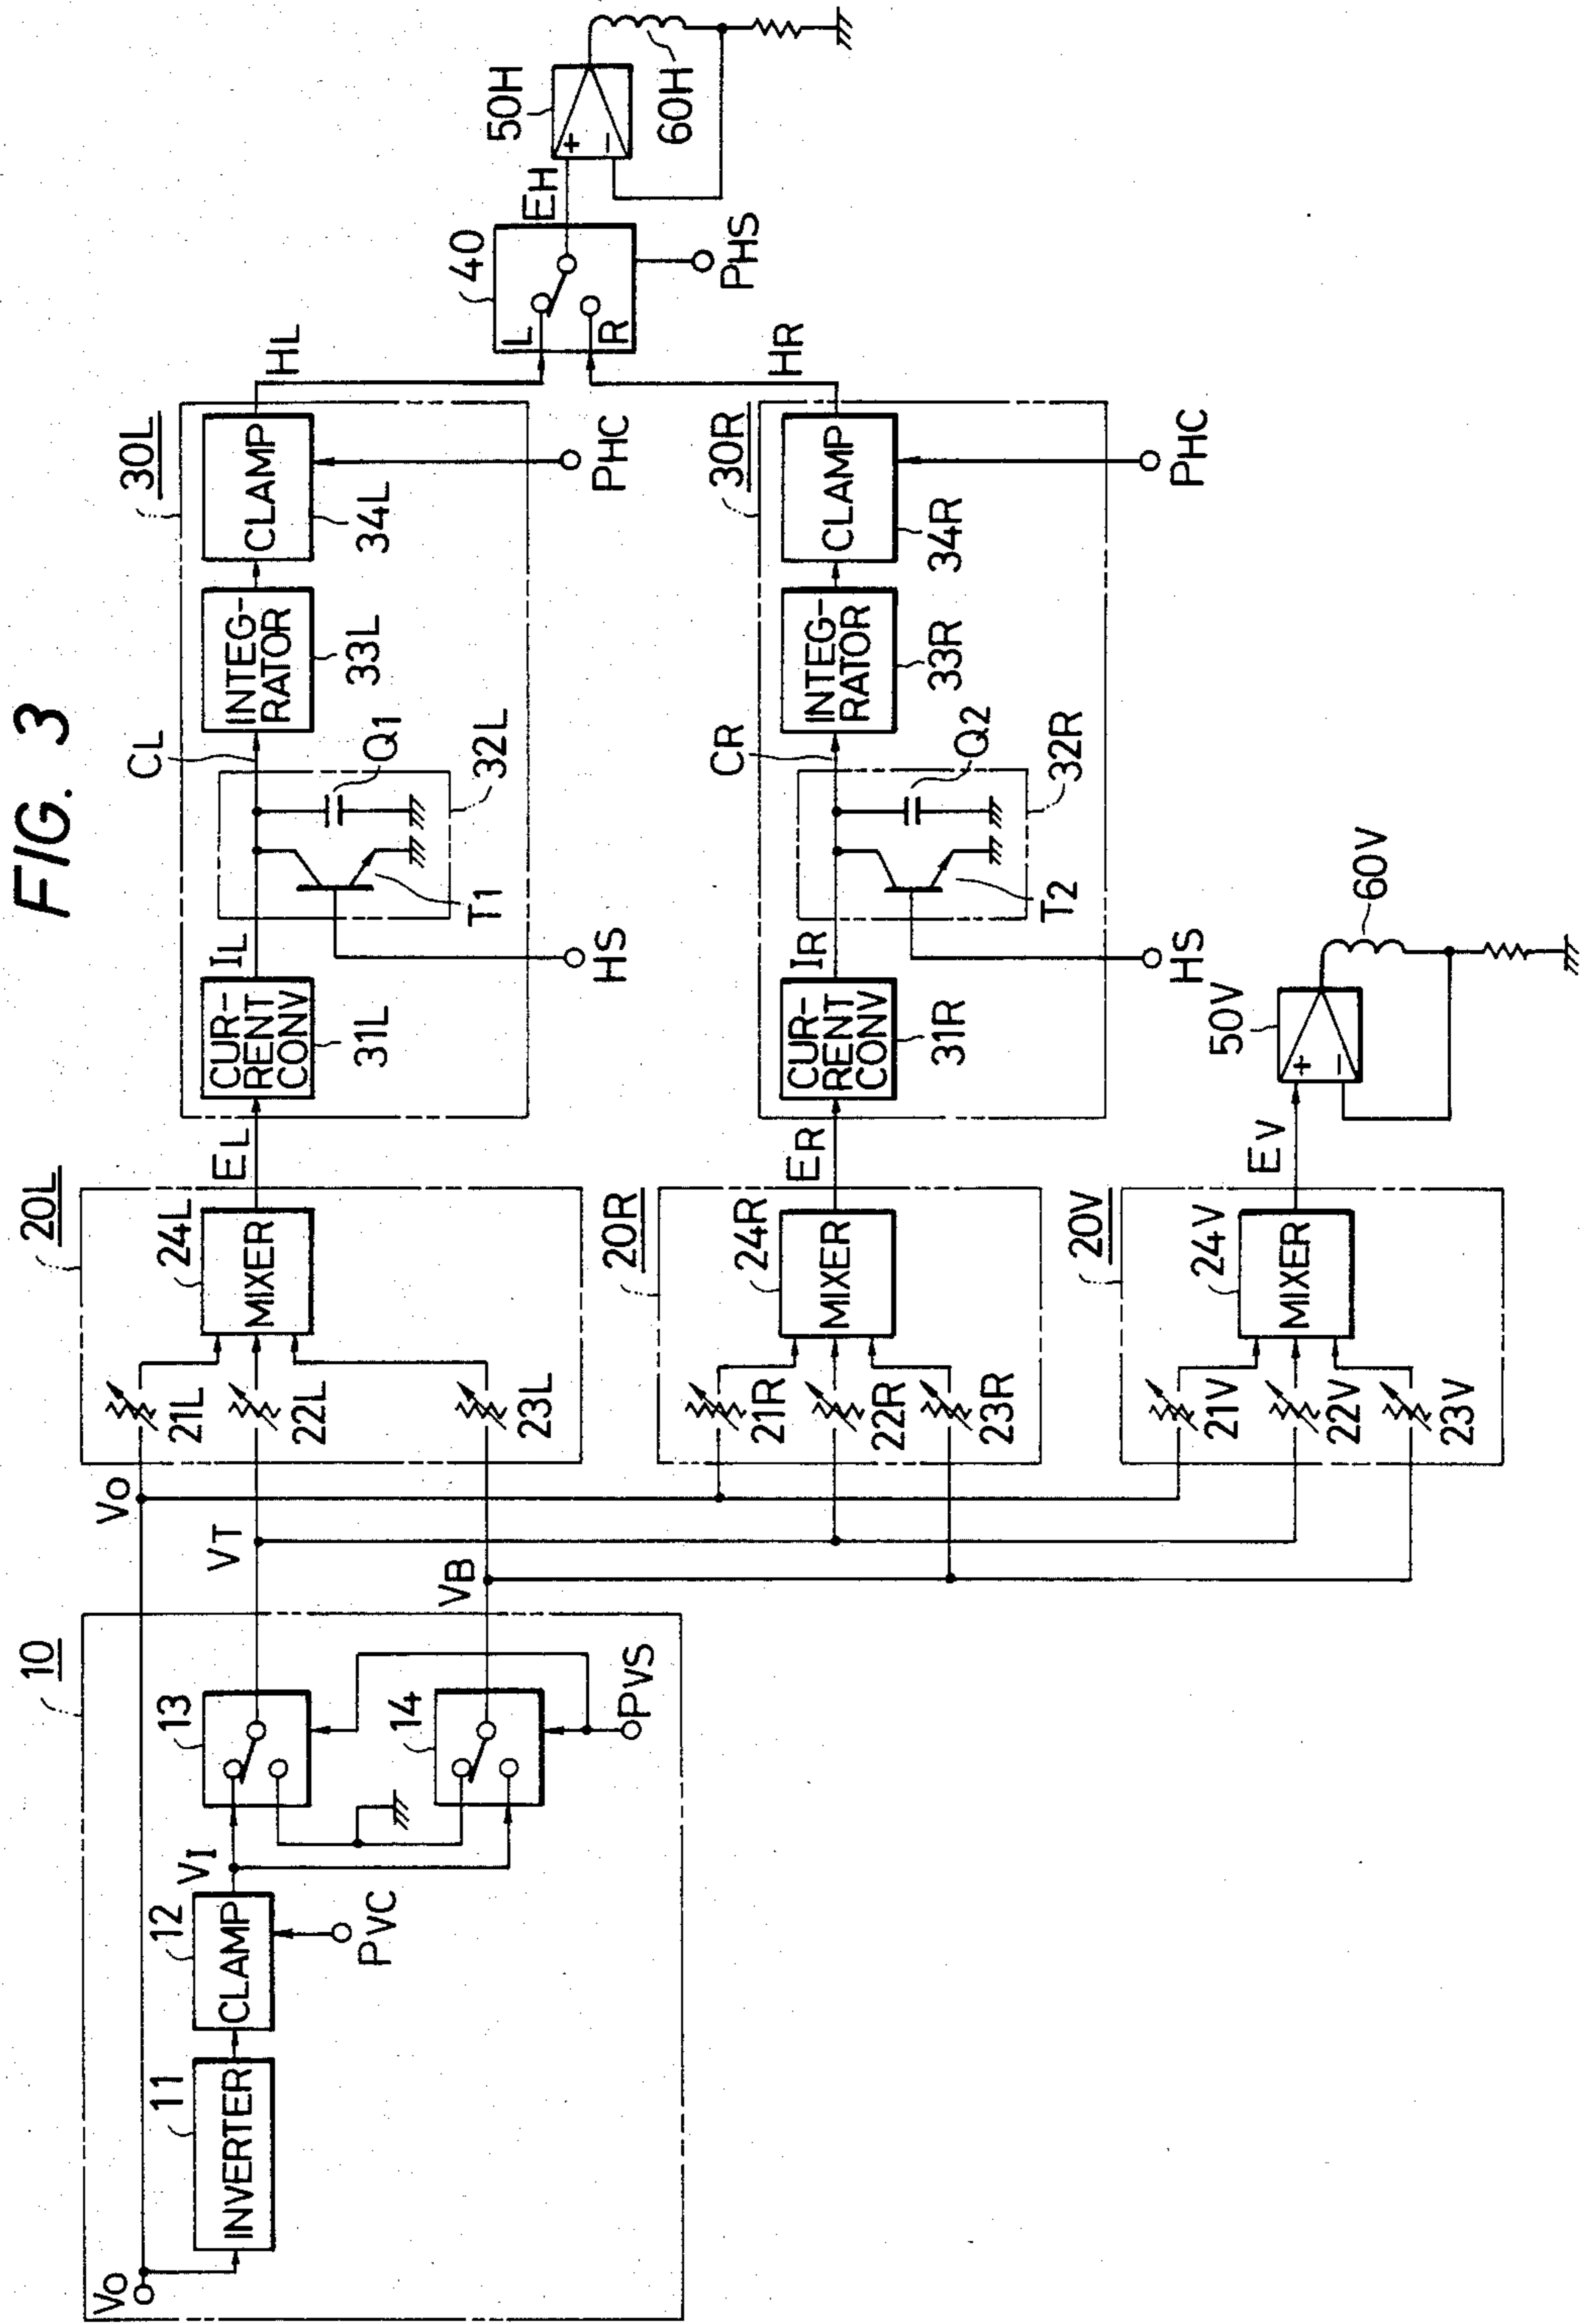 FIG. 3
10
Vo
11
INVERTER
12
CLAMP
PVC
VI
13
14
PVS
Vo
VT
VB
20L
21L
22L
23L
24L
MIXER
EL
20R
21R
22R
23R
24R
MIXER
ER
20V
21V
22V
23V
24V
MIXER
EV
30L
CUR-
RENT
CONV
31L
IL
HS
T1
Q1
32L
CL
INTEG-
RATOR
33L
CLAMP
34L
PHC
HL
30R
CUR-
RENT
CONV
31R
IR
HS
T2
Q2
32R
CR
INTEG-
RATOR
33R
CLAMP
34R
PHC
HR
40
L
R
PHS
EH
50H
+
−
60H
50V
+
−
60V